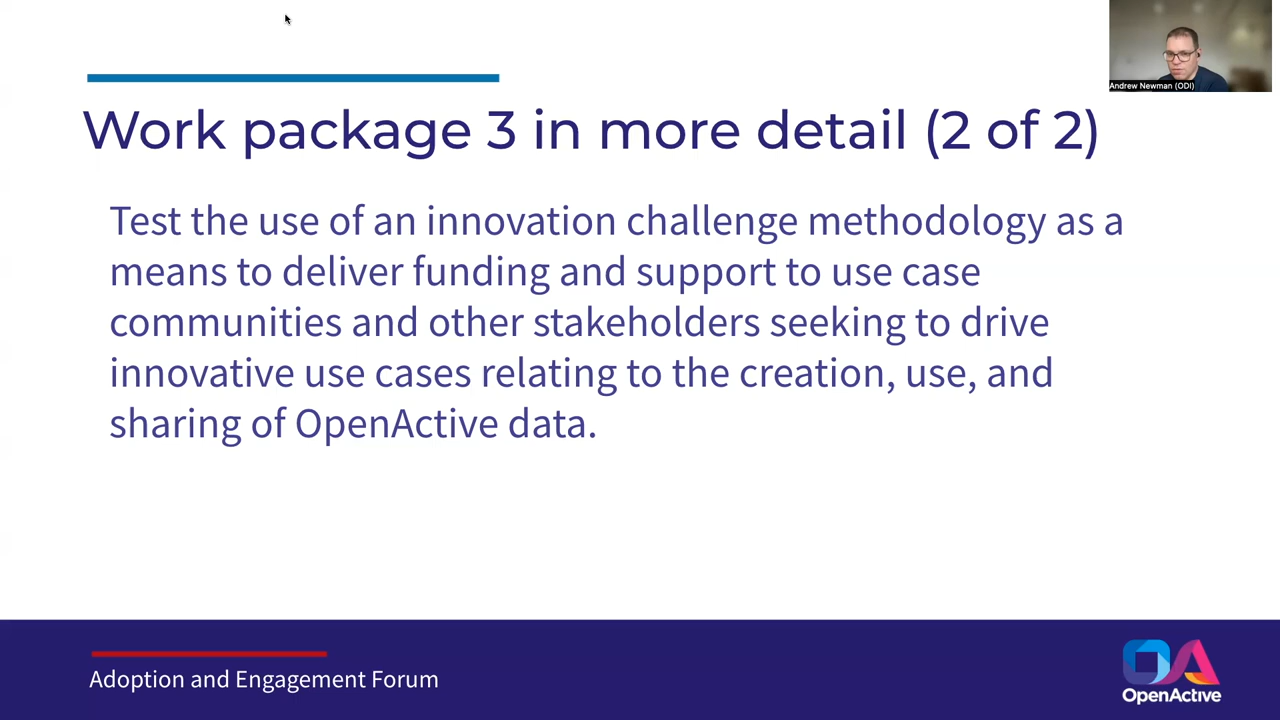 Andrew Newman (ODI)
Work package 3 in more detail (2 of 2)
Test the use of an innovation challenge methodology as a
means to deliver funding and support to use case
communities and other stakeholders seeking to drive
innovative use cases relating to the creation, use, and
sharing of OpenActive data.
Adoption and Engagement Forum
OA
OpenActive